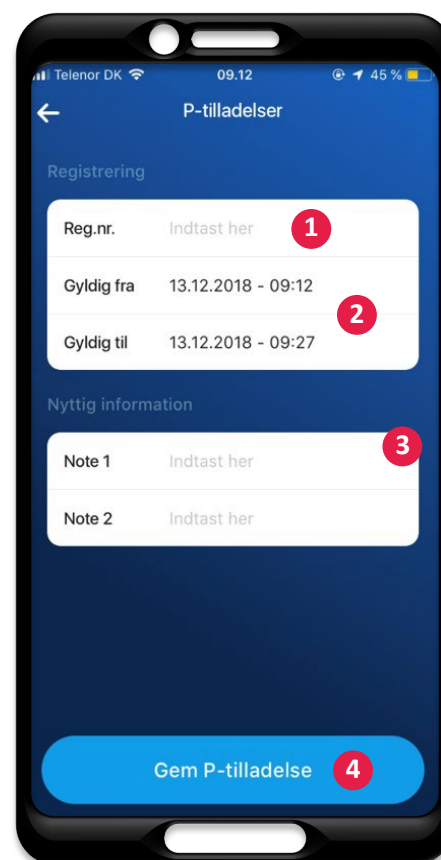 Telenor DK 09.12 45 %
P-tilladelser
Registrering
Reg.nr. Indtast her 1
Gyldig fra 13.12.2018 - 09:12
2
Gyldig til 13.12.2018 - 09:27
Nyttig information
3
Note 1 Indtast her
Note 2 Indtast her
Gem P-tilladelse 4